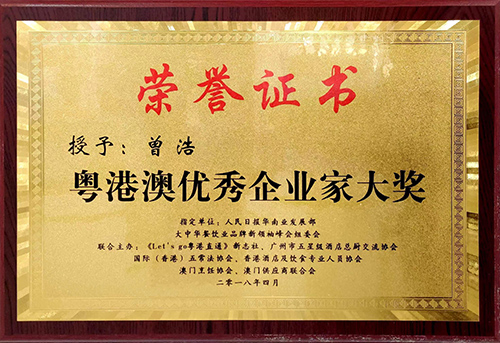 荣誉证书
授予：曾浩
粤港澳优秀企业家大奖
指定单位：人民日报华南业发展部
大中华餐饮业品牌新领袖峰会组委会
联合主办：《Let's go粤港直通》新志社、广州市五星级酒店总厨交流协会
国际（香港）五常法协会、香港酒店及饮食专业人员协会
澳门烹饪协会、澳门供应商联合会
二零一八年四月